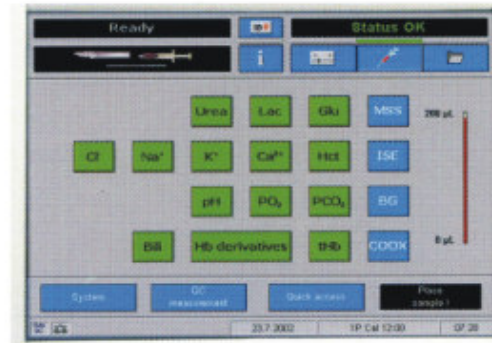 Ready
Status OK
i
Urea Lac Glu MSS
200 µL
Cl⁻ Na⁺ K⁺ Ca²⁺ Hct ISE
pH PO₂ PCO₂ BG
Bili Hb derivatives tHb COOX
0 µL
System
QC measurement
Quick access
Place sample !
23.7.2002
1P Cal 12:00
07:28